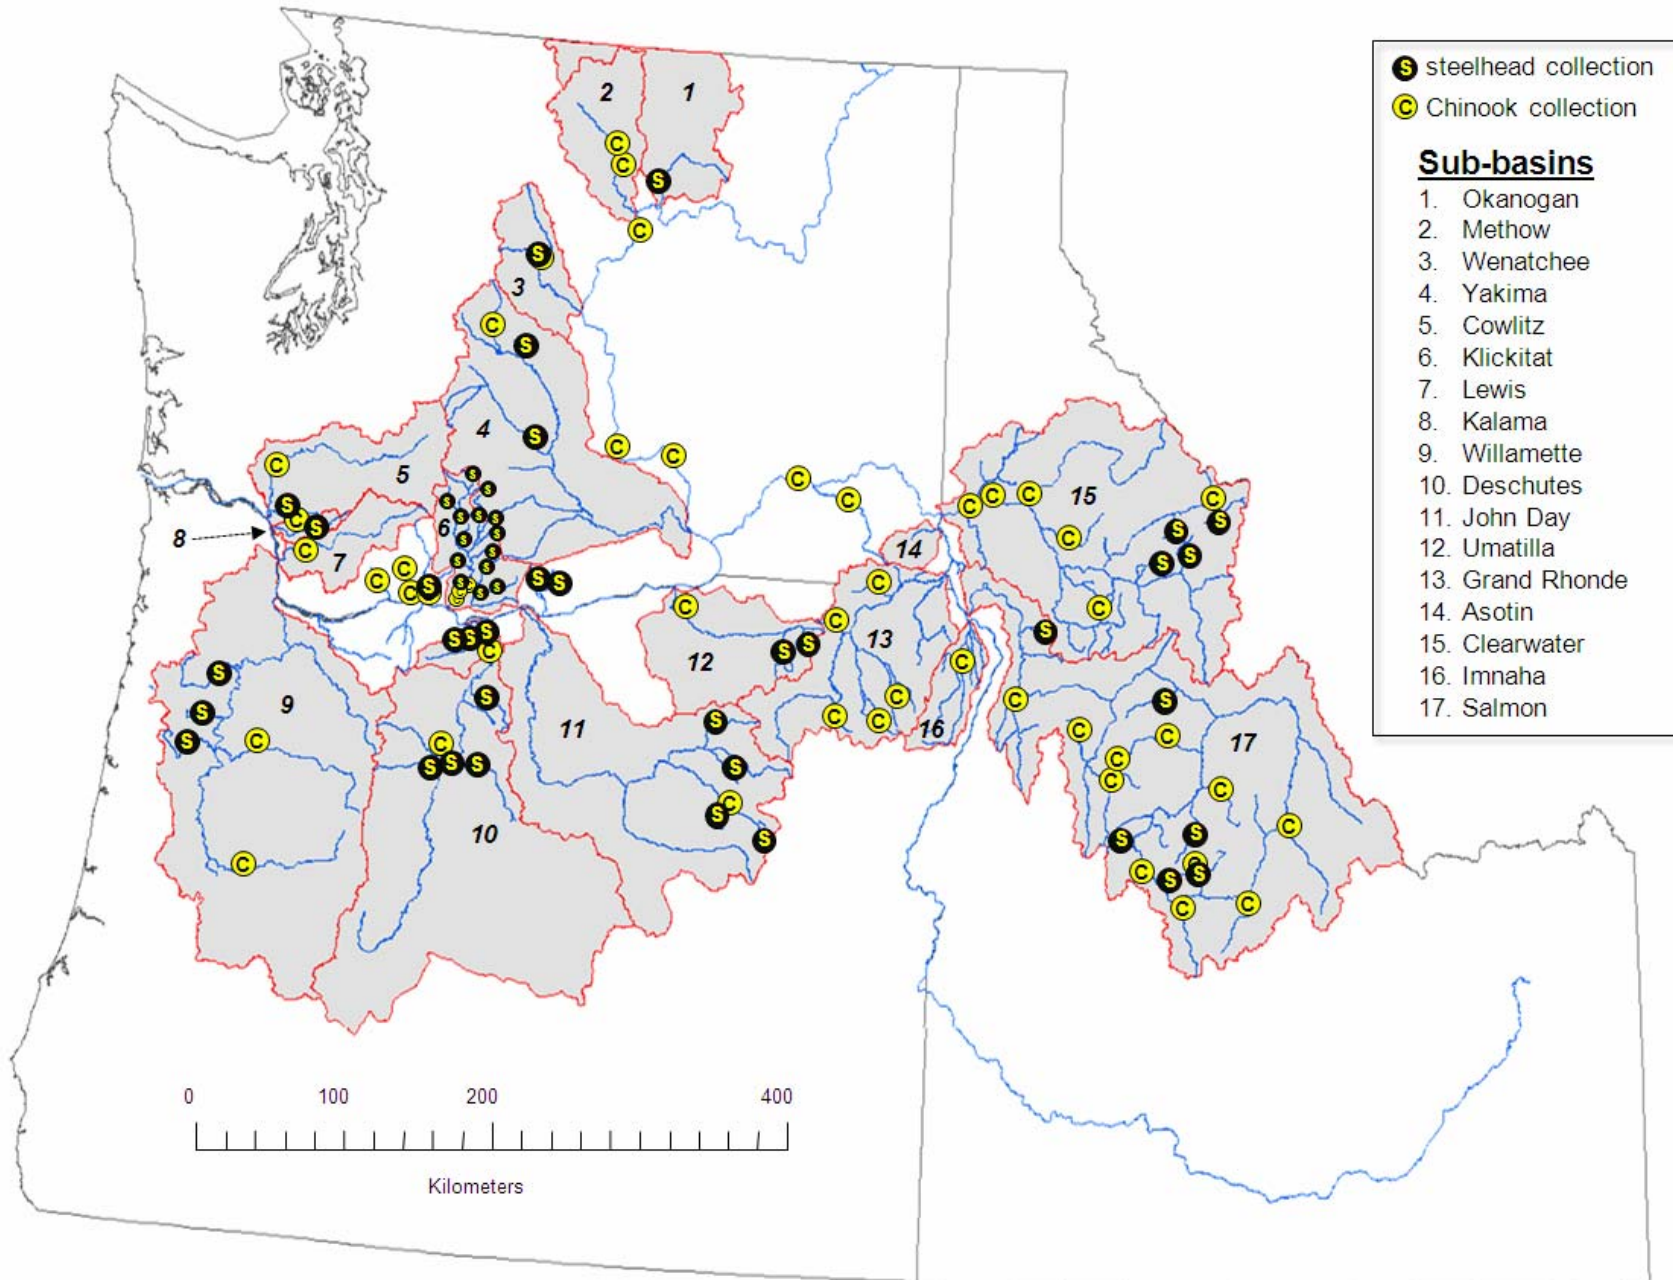 S steelhead collection
C Chinook collection
Sub-basins
1. Okanogan
2. Methow
3. Wenatchee
4. Yakima
5. Cowlitz
6. Klickitat
7. Lewis
8. Kalama
9. Willamette
10. Deschutes
11. John Day
12. Umatilla
13. Grand Rhonde
14. Asotin
15. Clearwater
16. Imnaha
17. Salmon
2
1
3
4
5
6
7
8
14
15
12
13
9
11
16
17
10
0 100 200 400
Kilometers